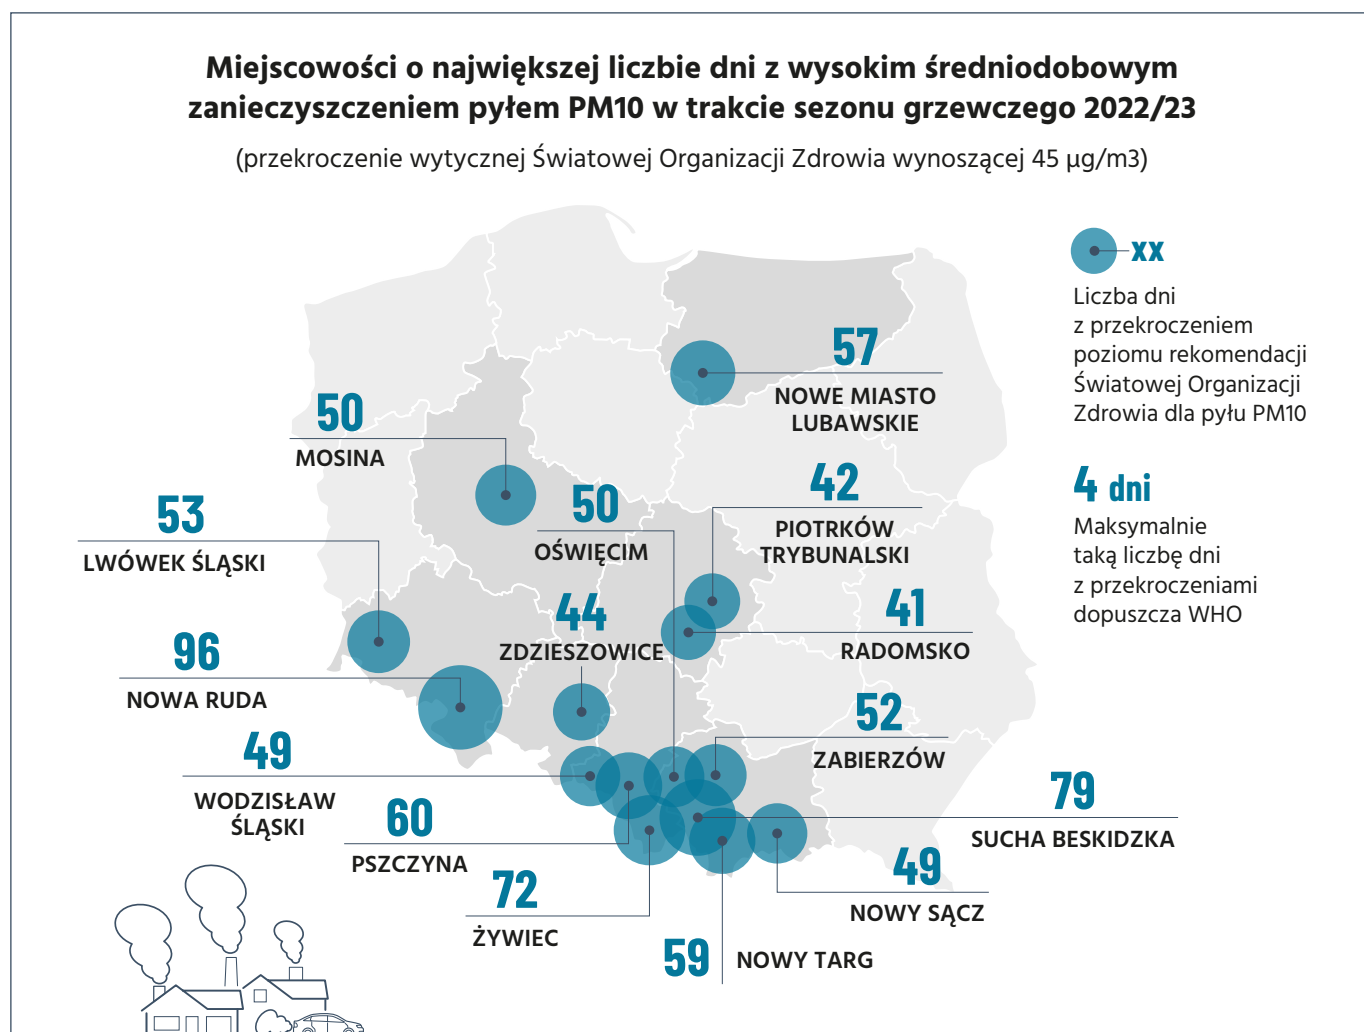 Miejscowości o największej liczbie dni z wysokim średniodobowym
zanieczyszczeniem pyłem PM10 w trakcie sezonu grzewczego 2022/23
(przekroczenie wytycznej Światowej Organizacji Zdrowia wynoszącej 45 µg/m3)
xx
Liczba dni
z przekroczeniem
poziomu rekomendacji
Światowej Organizacji
Zdrowia dla pyłu PM10
4 dni
Maksymalnie
taką liczbę dni
z przekroczeniami
dopuszcza WHO
57
NOWE MIASTO
LUBAWSKIE
50
MOSINA
42
PIOTRKÓW
TRYBUNALSKI
50
OŚWIĘCIM
53
LWÓWEK ŚLĄSKI
44
ZDZIESZOWICE
41
RADOMSKO
96
NOWA RUDA
52
ZABIERZÓW
49
WODZISŁAW
ŚLĄSKI
79
SUCHA BESKIDZKA
60
PSZCZYNA
72
ŻYWIEC
49
NOWY SĄCZ
59
NOWY TARG